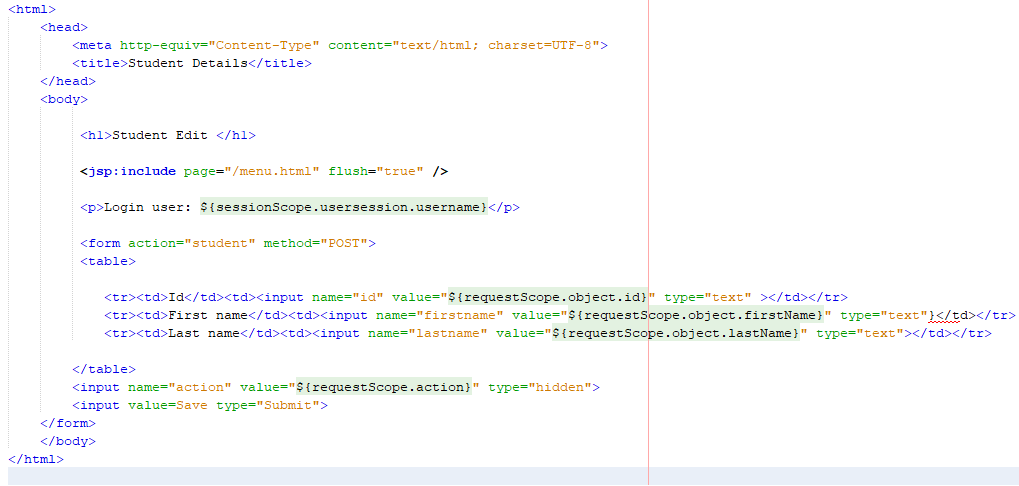 <html>
<head>
<meta http-equiv="Content-Type" content="text/html; charset=UTF-8">
<title>Student Details</title>
</head>
<body>
<h1>Student Edit </h1>
<jsp:include page="/menu.html" flush="true" />
<p>Login user: ${sessionScope.usersession.username}</p>
<form action="student" method="POST">
<table>
<tr><td>Id</td><td><input name="id" value="${requestScope.object.id}" type="text" ></td></tr>
<tr><td>First name</td><td><input name="firstname" value="${requestScope.object.firstName}" type="text"}</td></tr>
<tr><td>Last name</td><td><input name="lastname" value="${requestScope.object.lastName}" type="text"></td></tr>
</table>
<input name="action" value="${requestScope.action}" type="hidden">
<input value=Save type="Submit">
</form>
</body>
</html>